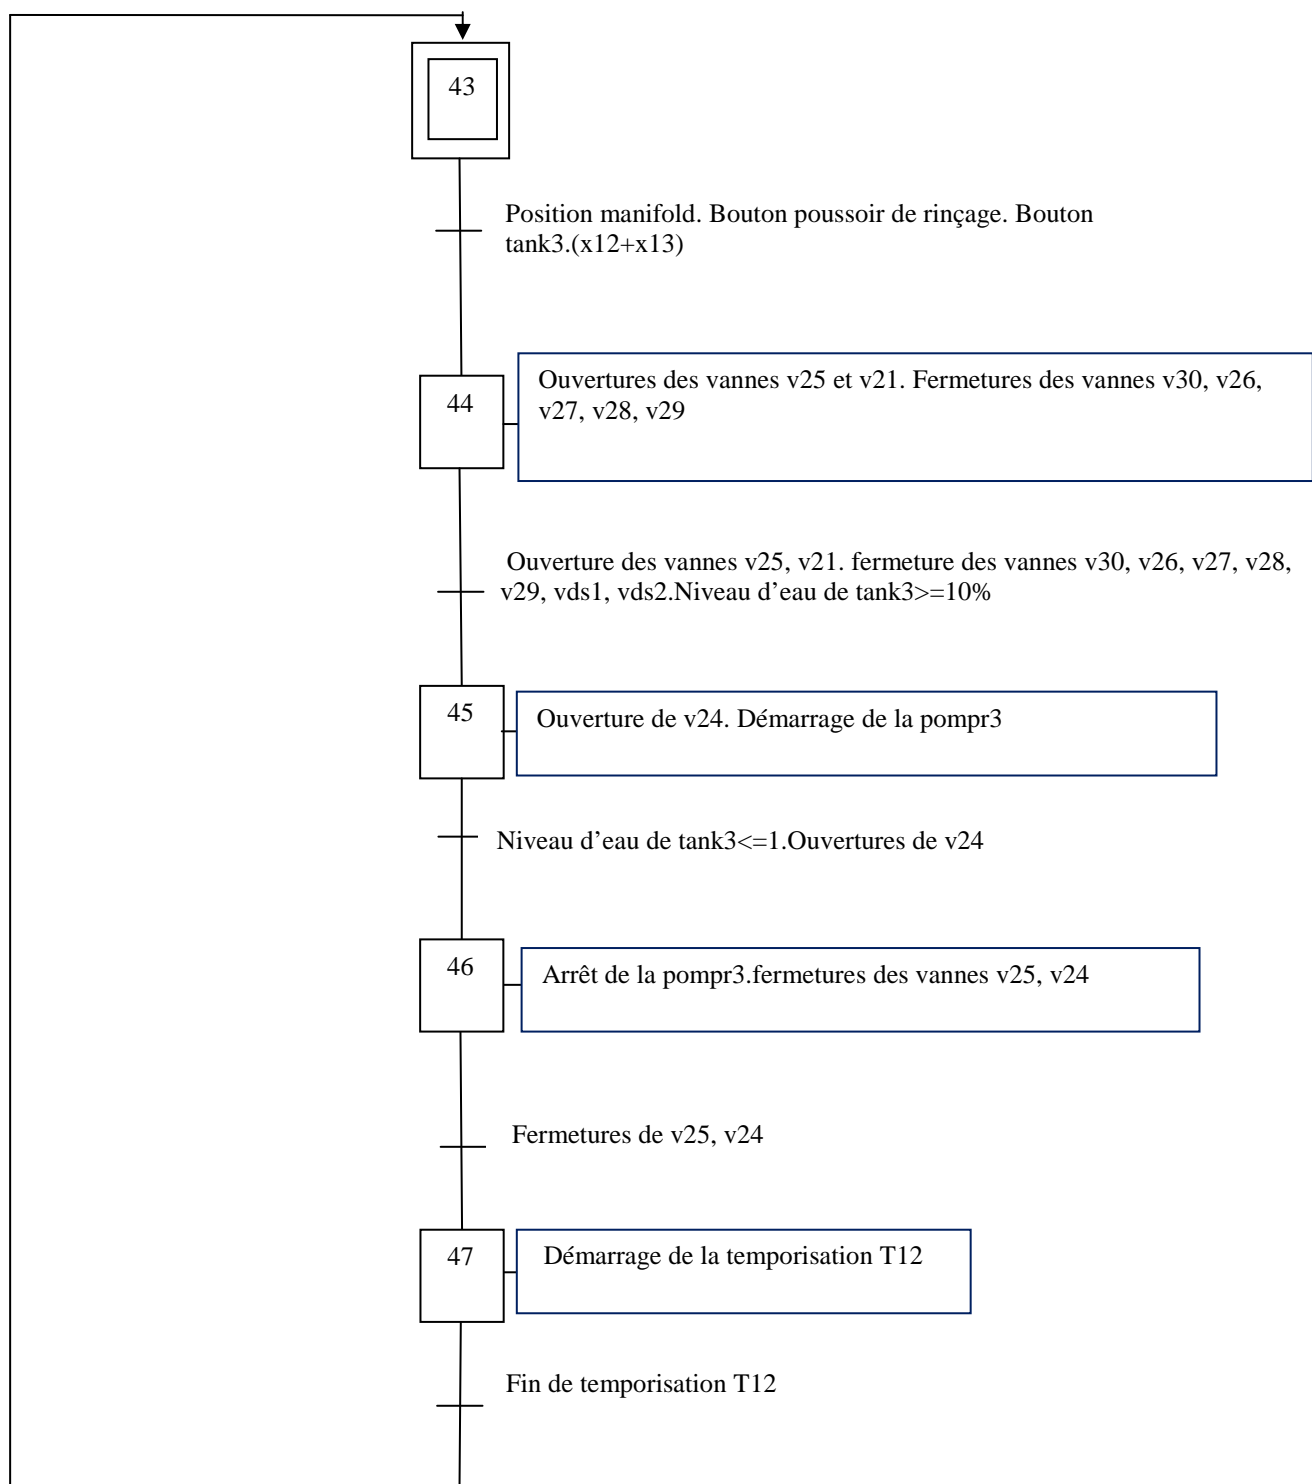 43
Position manifold. Bouton poussoir de rinçage. Bouton
tank3.(x12+x13)
44
Ouvertures des vannes v25 et v21. Fermetures des vannes v30, v26,
v27, v28, v29
Ouverture des vannes v25, v21. fermeture des vannes v30, v26, v27, v28,
v29, vds1, vds2.Niveau d’eau de tank3>=10%
45
Ouverture de v24. Démarrage de la pompr3
Niveau d’eau de tank3<=1.Ouvertures de v24
46
Arrêt de la pompr3.fermetures des vannes v25, v24
Fermetures de v25, v24
47
Démarrage de la temporisation T12
Fin de temporisation T12